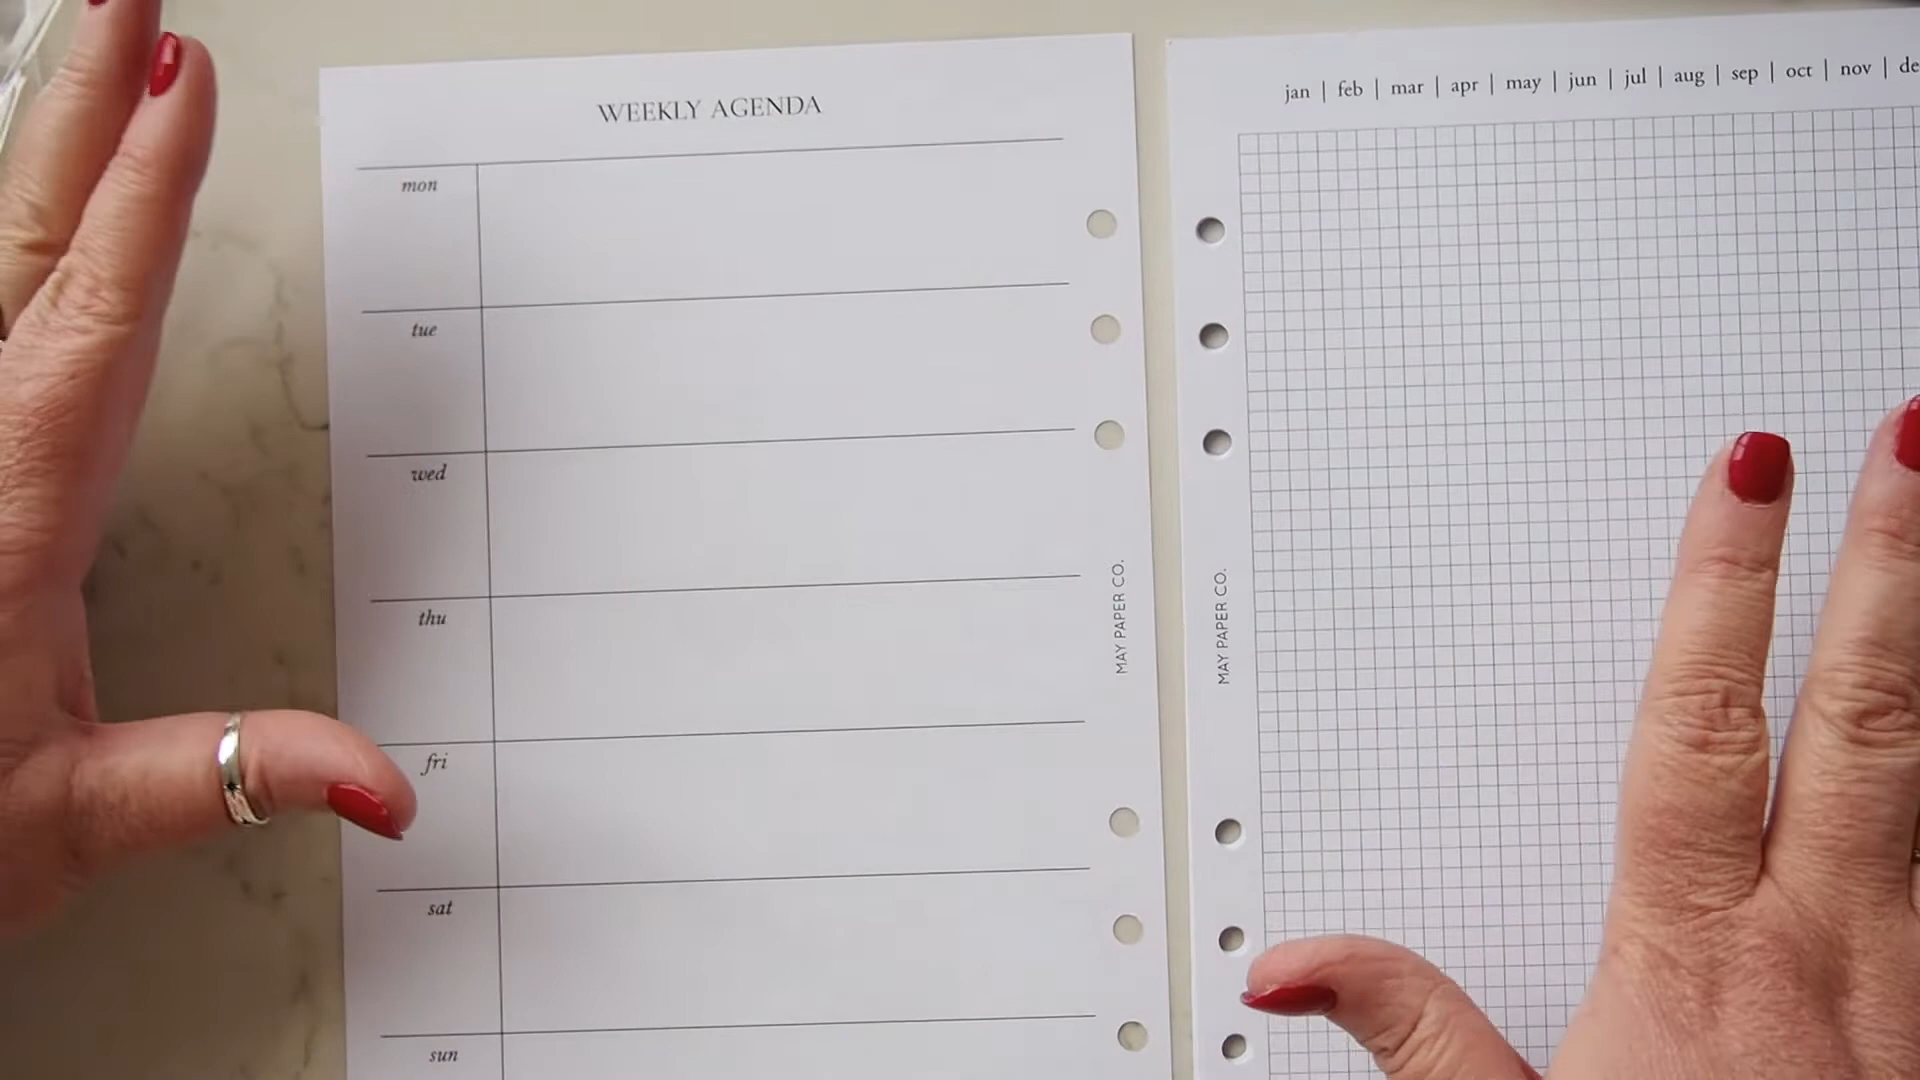 WEEKLY AGENDA
mon
tue
wed
thu
fri
sat
sun
MAY PAPER CO.
jan | feb | mar | apr | may | jun | jul | aug | sep | oct | nov | de
MAY PAPER CO.